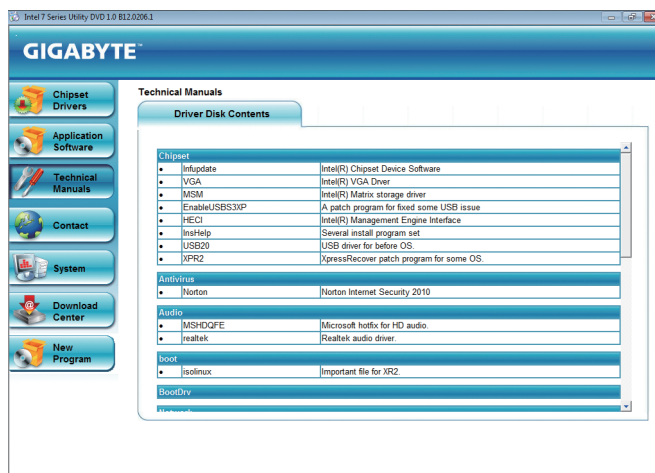 Intel 7 Series Utility DVD 1.0 B12.0206.1
GIGABYTE™
Chipset
Drivers
Application
Software
Technical
Manuals
Contact
System
Download
Center
New
Program
Technical Manuals
Driver Disk Contents
Chipset
• Infupdate Intel(R) Chipset Device Software
• VGA Intel(R) VGA Drver
• MSM Intel(R) Matrix storage driver
• EnableUSBS3XP A patch program for fixed some USB issue
• HECI Intel(R) Management Engine Interface
• InsHelp Several install program set
• USB20 USB driver for before OS.
• XPR2 XpressRecover patch program for some OS.
Antivirus
• Norton Norton Internet Security 2010
Audio
• MSHDQFE Microsoft hotfix for HD audio.
• realtek Realtek audio driver.
boot
• isolinux Important file for XR2.
BootDrv